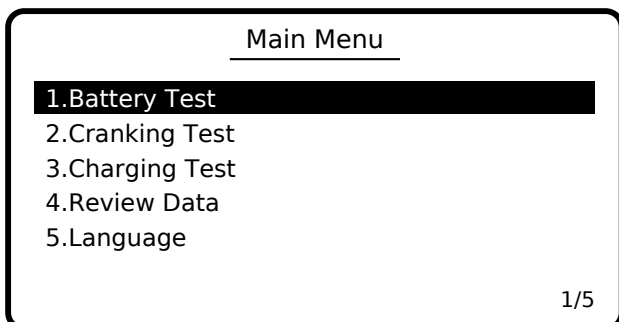 Main Menu
1.Battery Test
2.Cranking Test
3.Charging Test
4.Review Data
5.Language
1/5